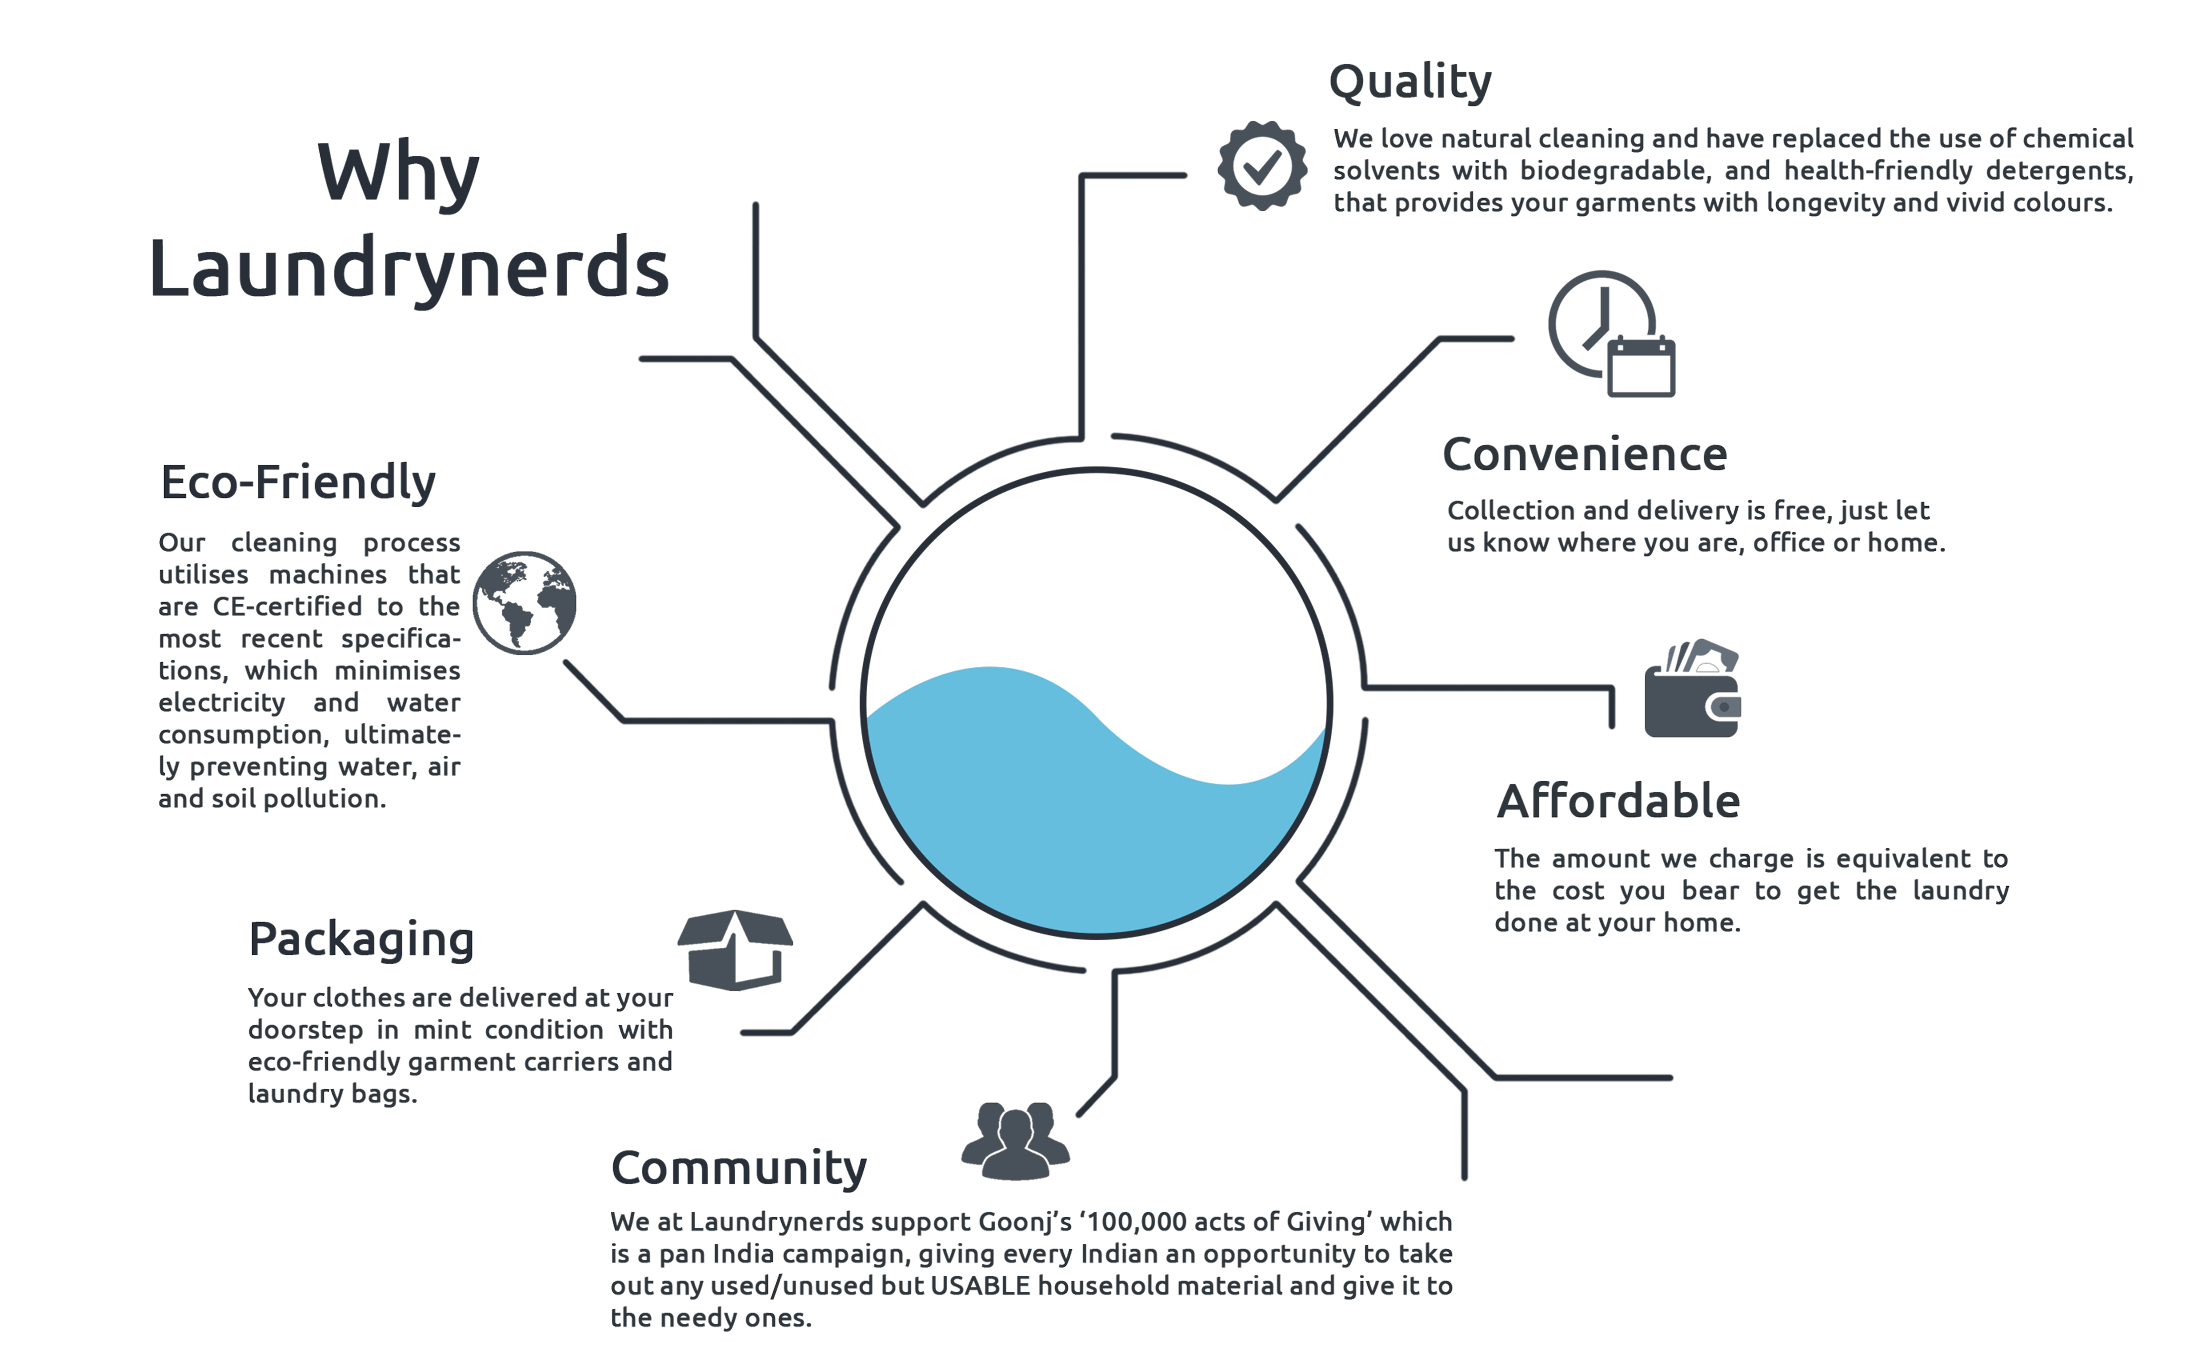 Why
Laundrynerds
Quality
We love natural cleaning and have replaced the use of chemical
solvents with biodegradable, and health-friendly detergents,
that provides your garments with longevity and vivid colours.
Convenience
Collection and delivery is free, just let
us know where you are, office or home.
Affordable
The amount we charge is equivalent to
the cost you bear to get the laundry
done at your home.
Eco-Friendly
Our cleaning process
utilises machines that
are CE-certified to the
most recent specifica-
tions, which minimises
electricity and water
consumption, ultimate-
ly preventing water, air
and soil pollution.
Packaging
Your clothes are delivered at your
doorstep in mint condition with
eco-friendly garment carriers and
laundry bags.
Community
We at Laundrynerds support Goonj’s ‘100,000 acts of Giving’ which
is a pan India campaign, giving every Indian an opportunity to take
out any used/unused but USABLE household material and give it to
the needy ones.